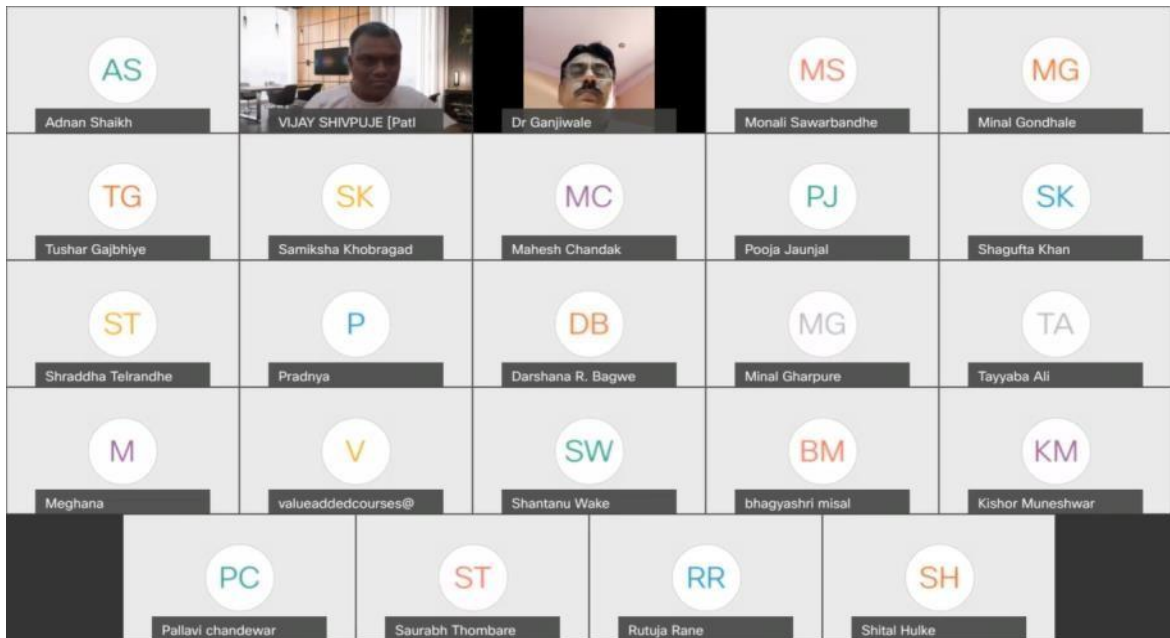 AS
Adnan Shaikh
VIJAY SHIVPUJE [Patl
Dr Ganjiwale
MS
Monali Sawarbandhe
MG
Minal Gondhale
TG
Tushar Gajbhiye
SK
Samiksha Khobragad
MC
Mahesh Chandak
PJ
Pooja Jaunjal
SK
Shagufta Khan
ST
Shraddha Telrandhe
P
Pradnya
DB
Darshana R. Bagwe
MG
Minal Gharpure
TA
Tayyaba Ali
M
Meghana
V
valueaddedcourses@
SW
Shantanu Wake
BM
bhagyashri misal
KM
Kishor Muneshwar
PC
Pallavi chandewar
ST
Saurabh Thombare
RR
Rutuja Rane
SH
Shital Hulke